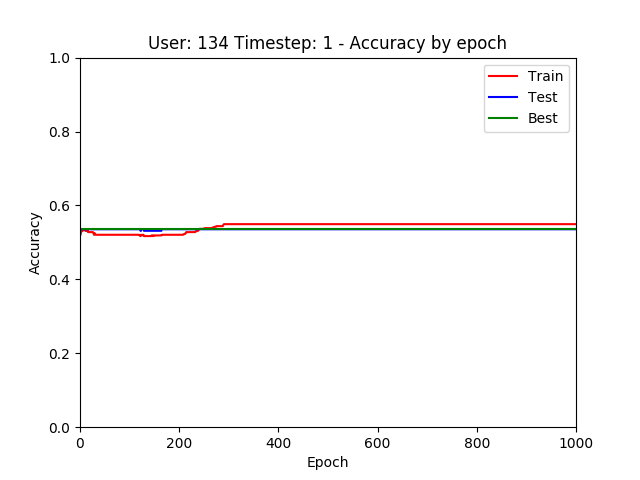 User: 134 Timestep: 1 - Accuracy by epoch
1.0
0.8
0.6
0.4
0.2
0.0
Accuracy
Train
Test
Best
0 200 400 600 800 1000
Epoch